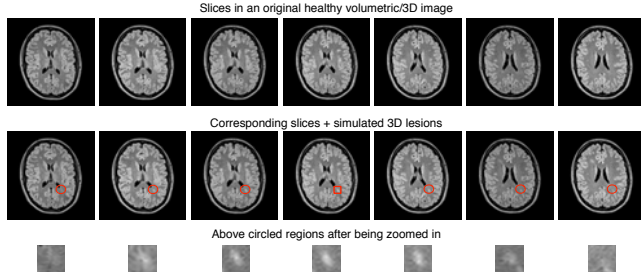 Slices in an original healthy volumetric/3D image
Corresponding slices + simulated 3D lesions
Above circled regions after being zoomed in